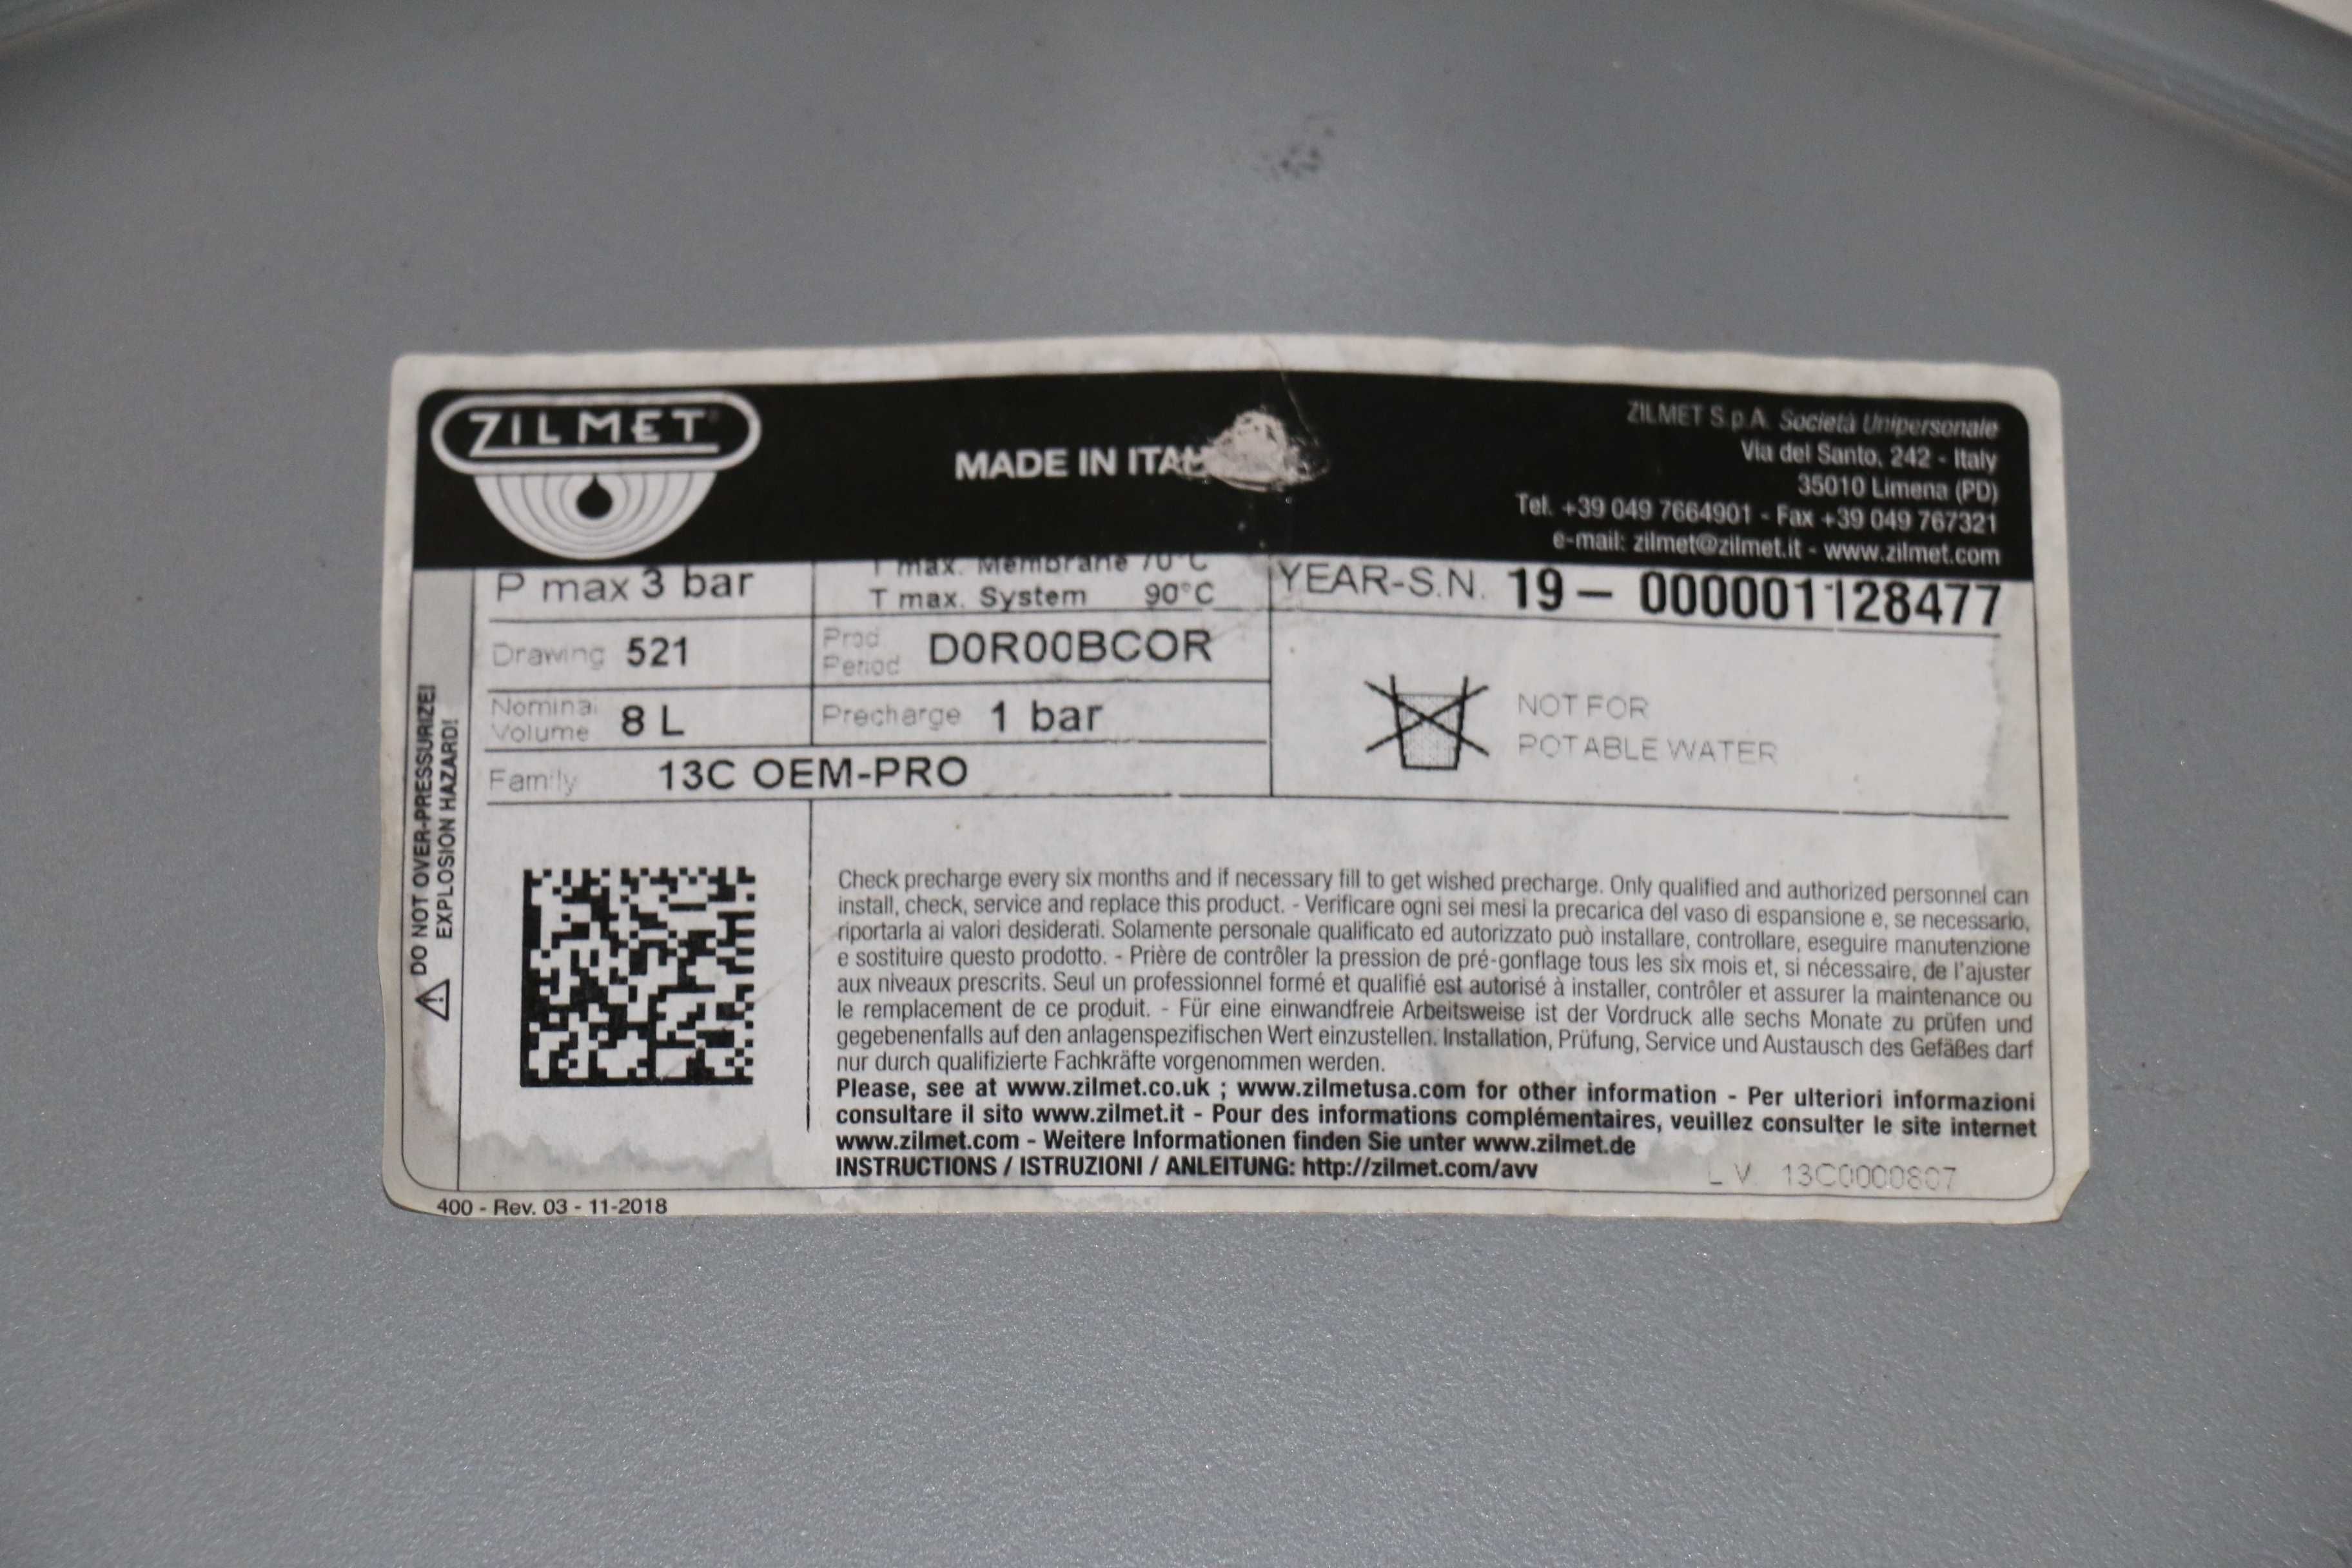 ZILMET
MADE IN ITA
ZILMET S.p.A. Società Unipersonale
Via del Santo, 242 - Italy
35010 Limena (PD)
Tel. +39 049 7664901 - Fax +39 049 767321
e-mail: zilmet@zilmet.it - www.zilmet.com
P max 3 bar
T max. Membrane 70°C
T max. System 90°C
YEAR-S.N. 19 - 000001128477
Drawing 521
Prod
Period D0R00BCOR
Nominal
Volume 8 L
Precharge 1 bar
NOT FOR
POTABLE WATER
Family 13C OEM-PRO
DO NOT OVER-PRESSURIZE!
EXPLOSION HAZARD!
Check precharge every six months and if necessary fill to get wished precharge. Only qualified and authorized personnel can
install, check, service and replace this product. - Verificare ogni sei mesi la precarica del vaso di espansione e, se necessario,
riportarla ai valori desiderati. Solamente personale qualificato ed autorizzato può installare, controllare, eseguire manutenzione
e sostituire questo prodotto. - Prière de contrôler la pression de pré-gonflage tous les six mois et, si nécessaire, de l'ajuster
aux niveaux prescrits. Seul un professionnel formé et qualifié est autorisé à installer, contrôler et assurer la maintenance ou
le remplacement de ce produit. - Für eine einwandfreie Arbeitsweise ist der Vordruck alle sechs Monate zu prüfen und
gegebenenfalls auf den anlagenspezifischen Wert einzustellen. Installation, Prüfung, Service und Austausch des Gefäßes darf
nur durch qualifizierte Fachkräfte vorgenommen werden.
Please, see at www.zilmet.co.uk ; www.zilmetusa.com for other information - Per ulteriori informazioni
consultare il sito www.zilmet.it - Pour des informations complémentaires, veuillez consulter le site internet
www.zilmet.com - Weitere Informationen finden Sie unter www.zilmet.de
INSTRUCTIONS / ISTRUZIONI / ANLEITUNG: http://zilmet.com/avv
L V 13C0000807
400 - Rev. 03 - 11-2018